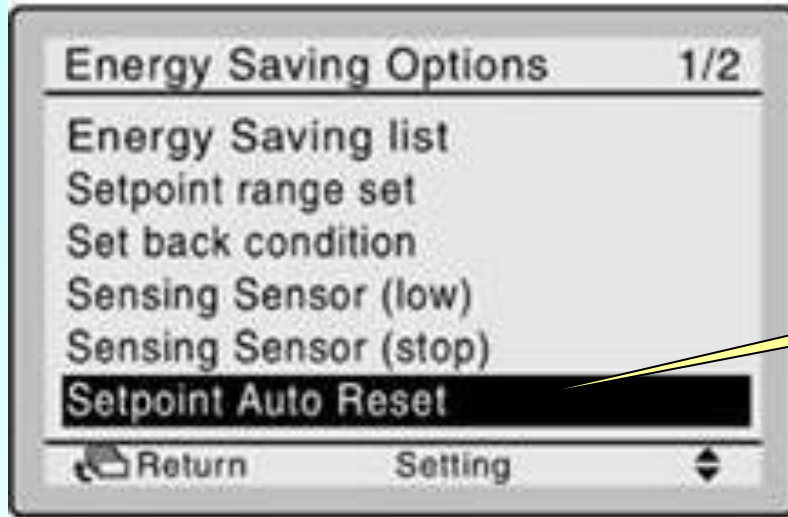 Energy Saving Options 1/2
Energy Saving list
Setpoint range set
Set back condition
Sensing Sensor (low)
Sensing Sensor (stop)
Setpoint Auto Reset
Return Setting